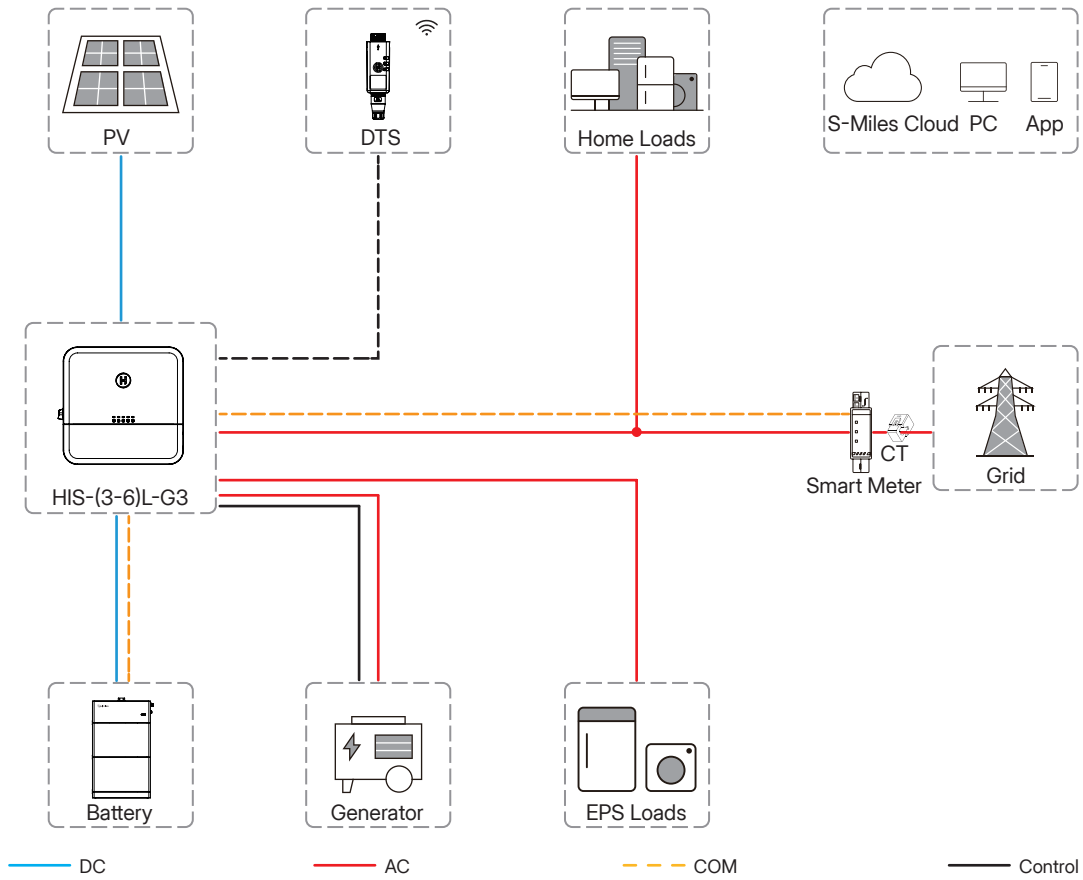 PV
DTS
Home Loads
S-Miles Cloud
PC
App
HIS-(3-6)L-G3
CT
Smart Meter
Grid
Battery
Generator
EPS Loads
DC
AC
COM
Control